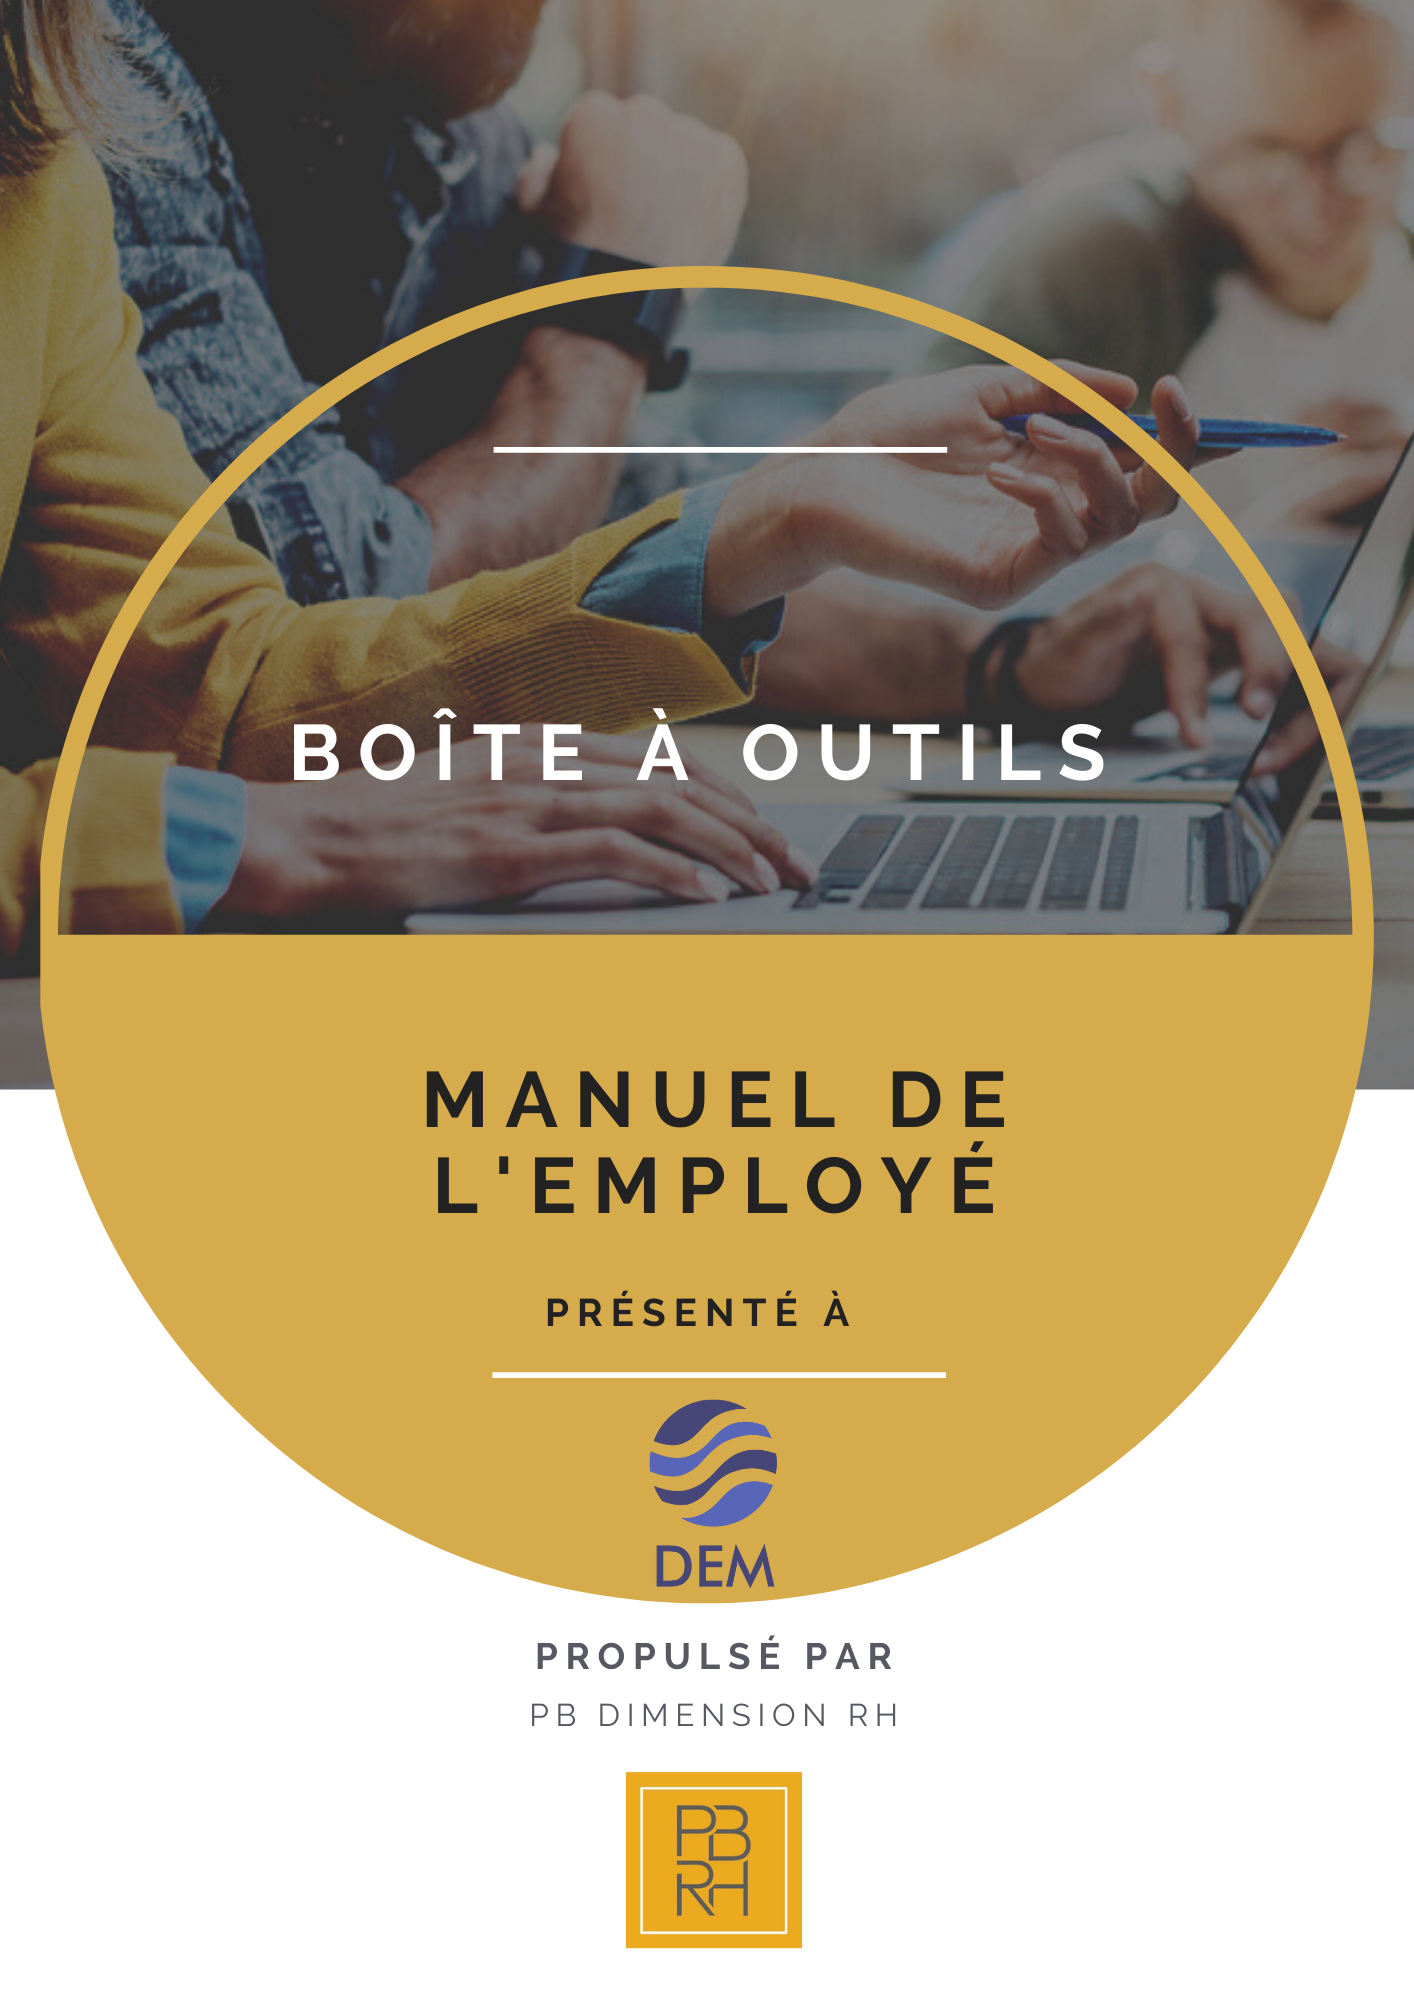 BOÎTE À OUTILS
MANUEL DE
L'EMPLOYÉ
PRÉSENTÉ À
DEM
PROPULSÉ PAR
PB DIMENSION RH
PB
RH